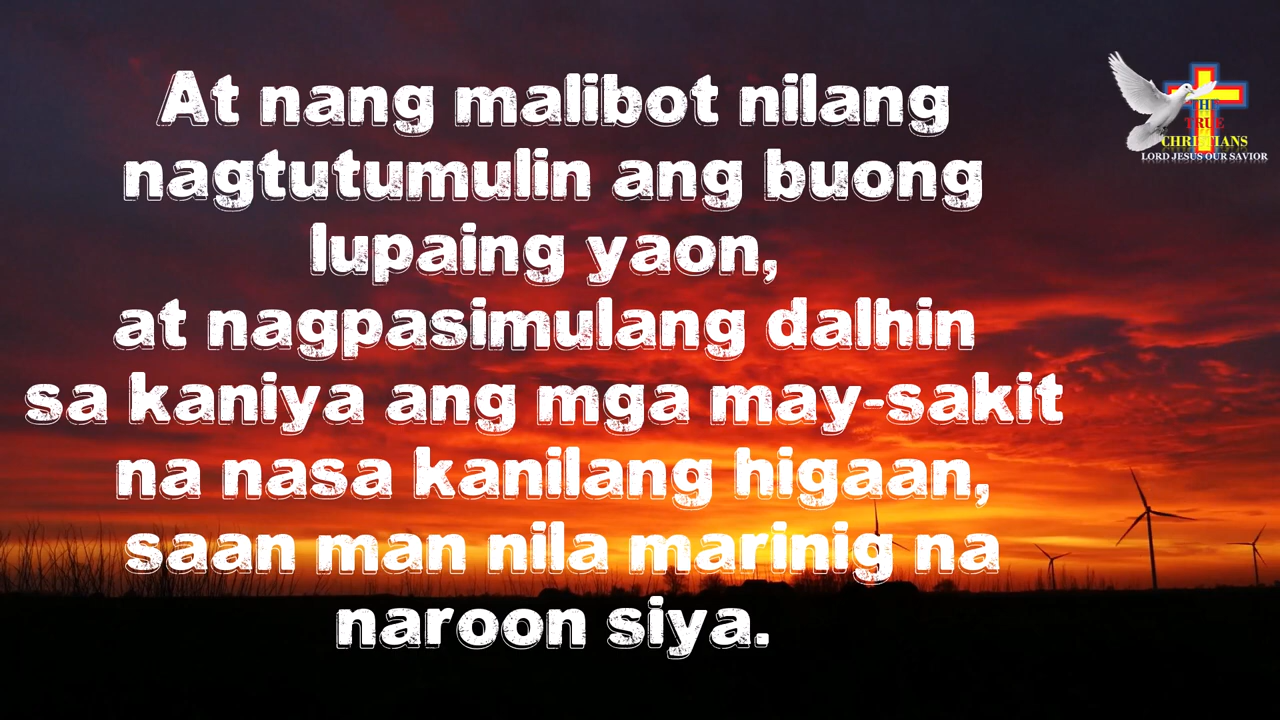 At nang malibot nilang
nagtutumulin ang buong
lupaing yaon,
at nagpasimulang dalhin
sa kaniya ang mga may-sakit
na nasa kanilang higaan,
saan man nila marinig na
naroon siya.
THE
TRUE
CHRISTIANS
LORD JESUS OUR SAVIOR